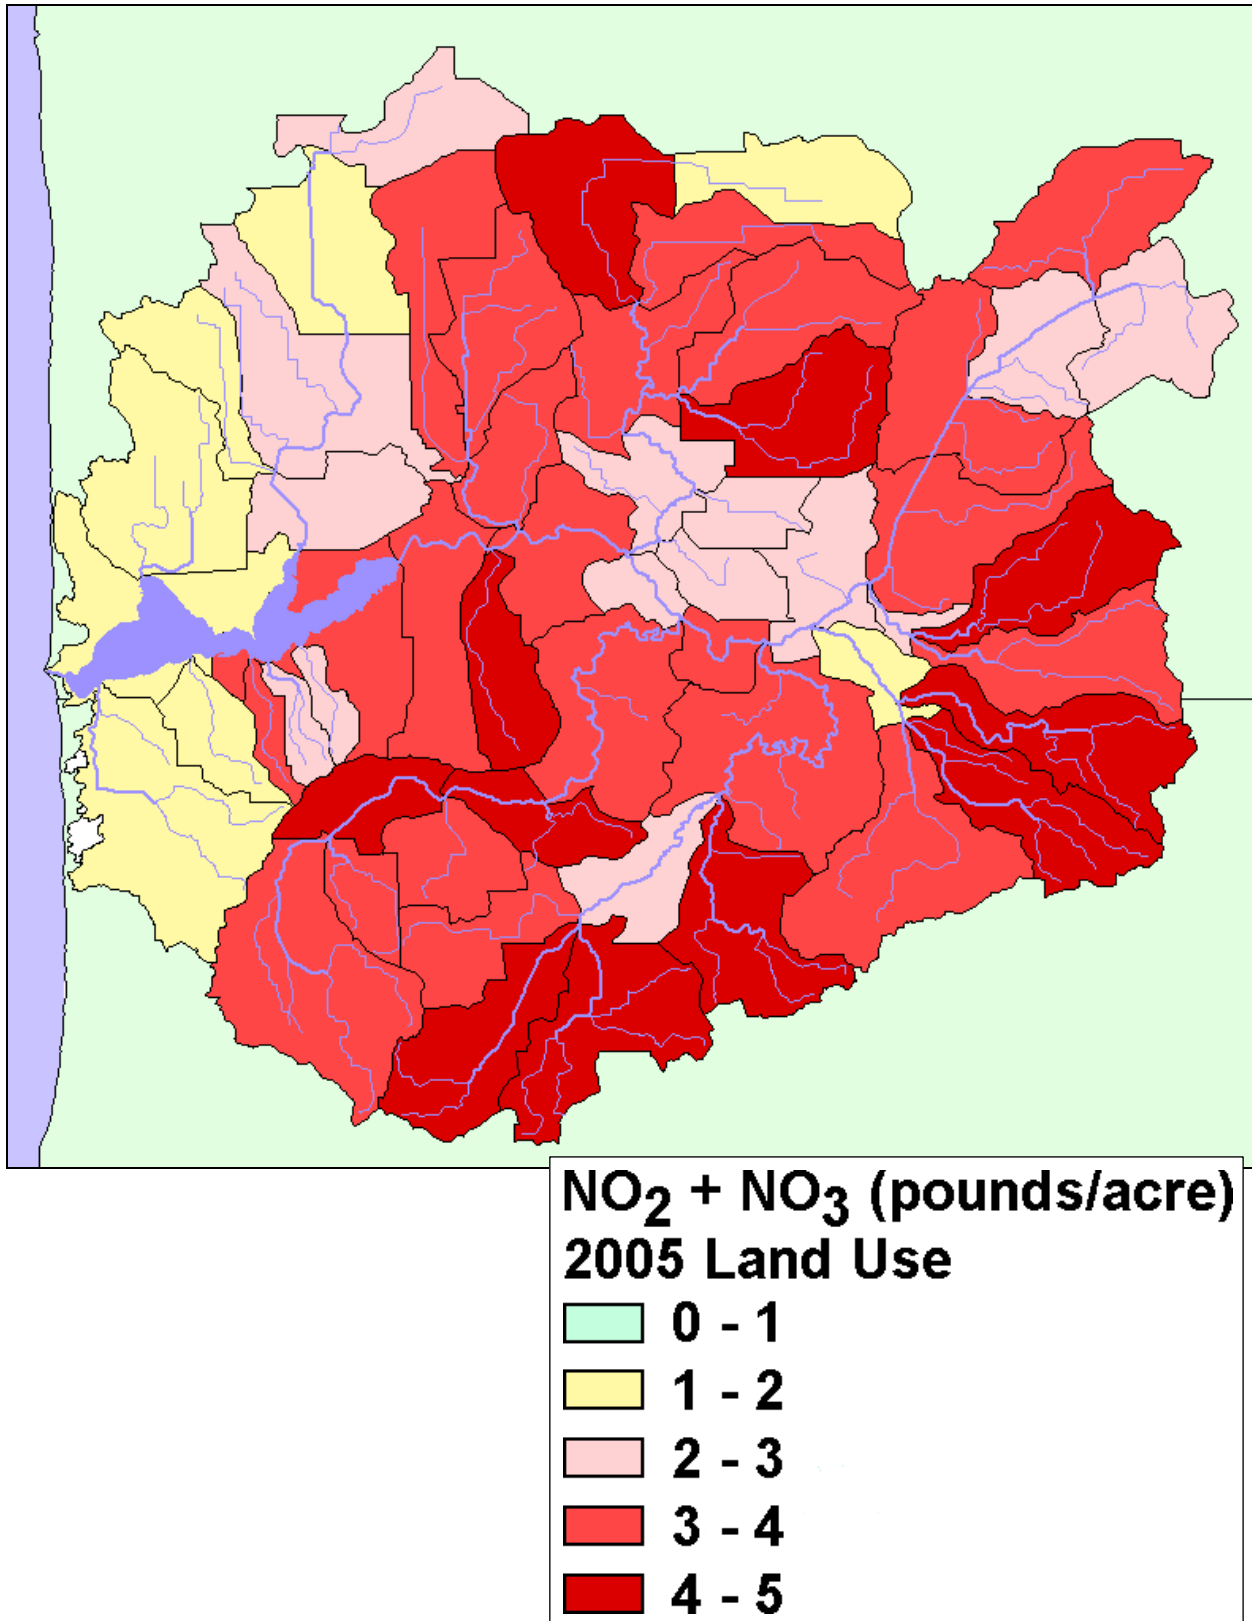 NO₂ + NO₃ (pounds/acre)
2005 Land Use
0 - 1
1 - 2
2 - 3
3 - 4
4 - 5